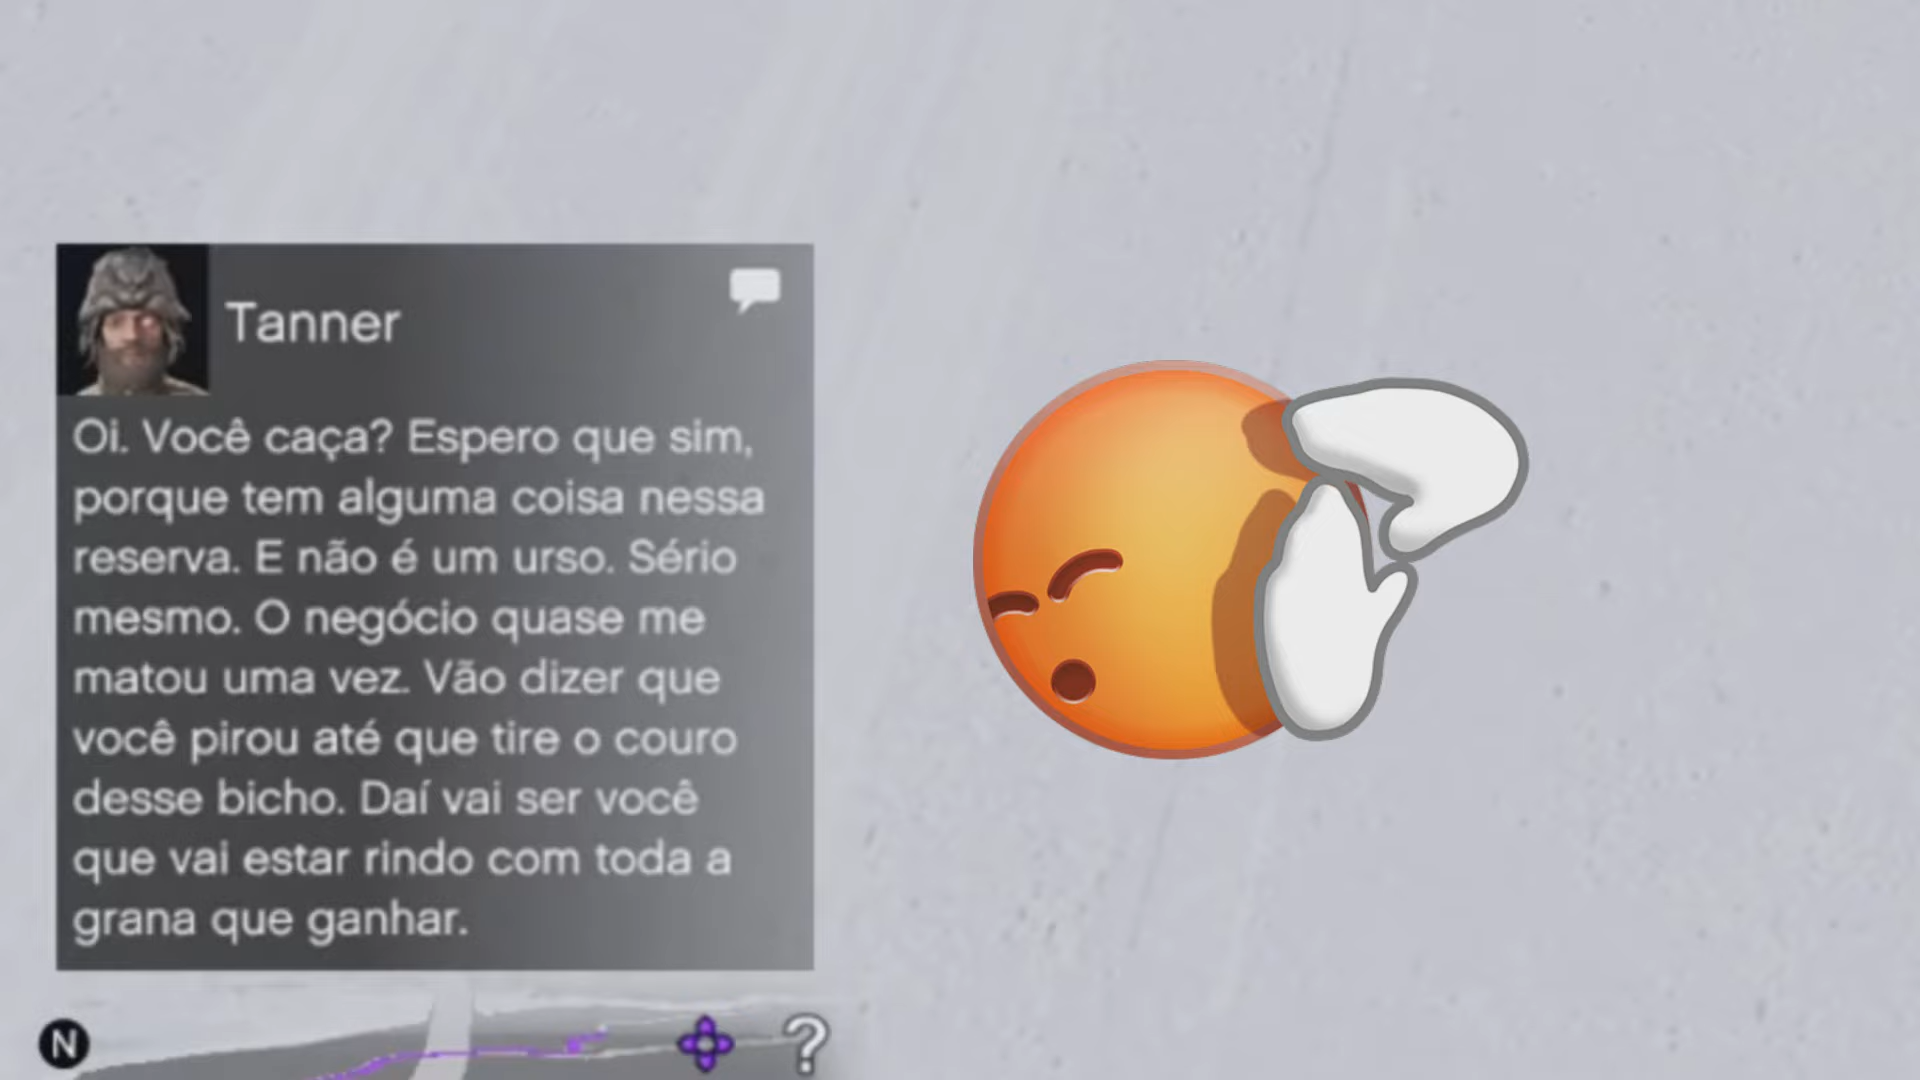 Tanner
Oi. Você caça? Espero que sim,
porque tem alguma coisa nessa
reserva. E não é um urso. Sério
mesmo. O negócio quase me
matou uma vez. Vão dizer que
você pirou até que tire o couro
desse bicho. Daí vai ser você
que vai estar rindo com toda a
grana que ganhar.
N ?